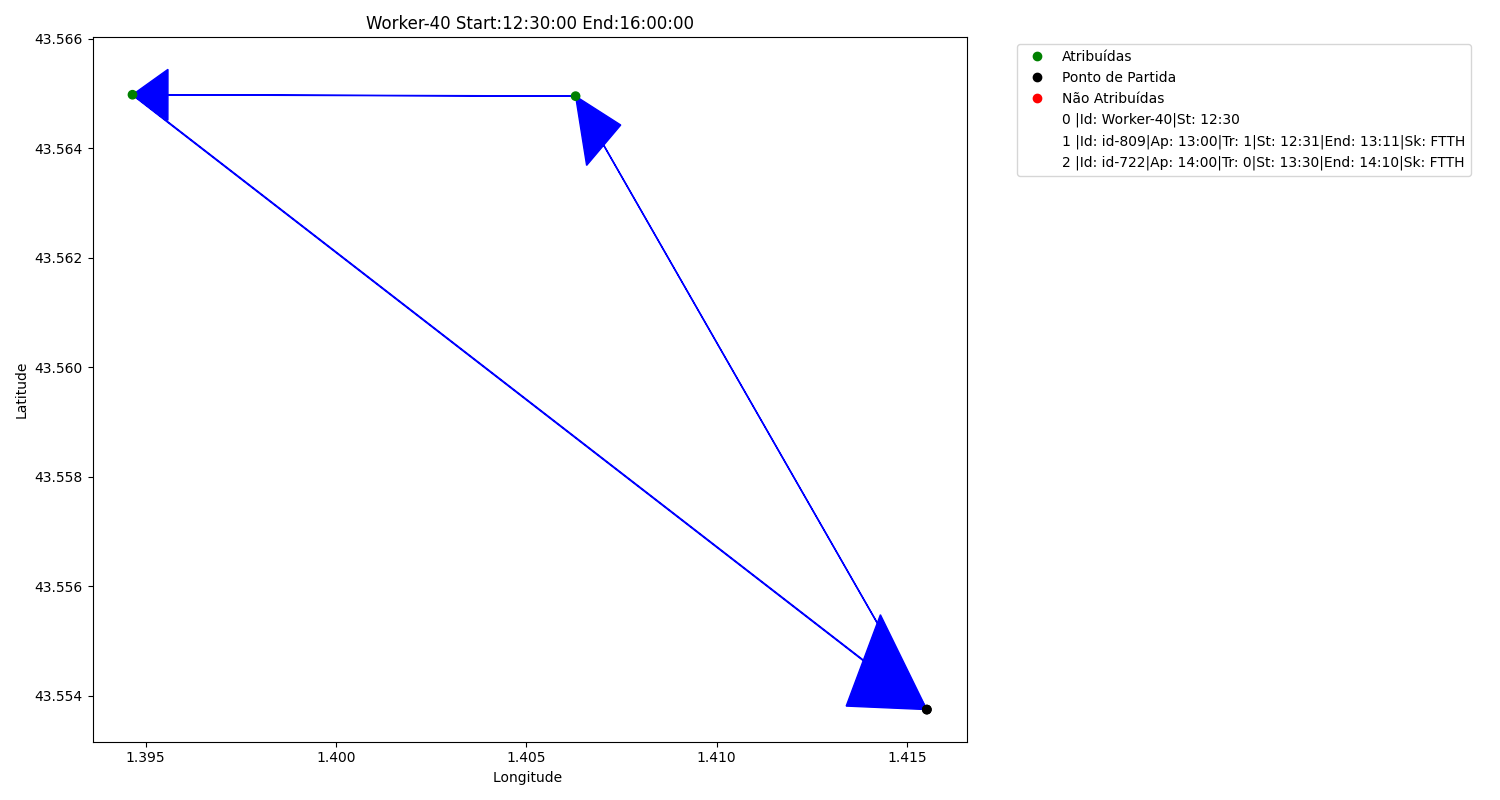 Worker-40 Start:12:30:00 End:16:00:00
43.566
43.564
43.562
43.560
43.558
43.556
43.554
Latitude
1.395 1.400 1.405 1.410 1.415
Longitude
Atribuídas
Ponto de Partida
Não Atribuídas
0 |Id: Worker-40|St: 12:30
1 |Id: id-809|Ap: 13:00|Tr: 1|St: 12:31|End: 13:11|Sk: FTTH
2 |Id: id-722|Ap: 14:00|Tr: 0|St: 13:30|End: 14:10|Sk: FTTH